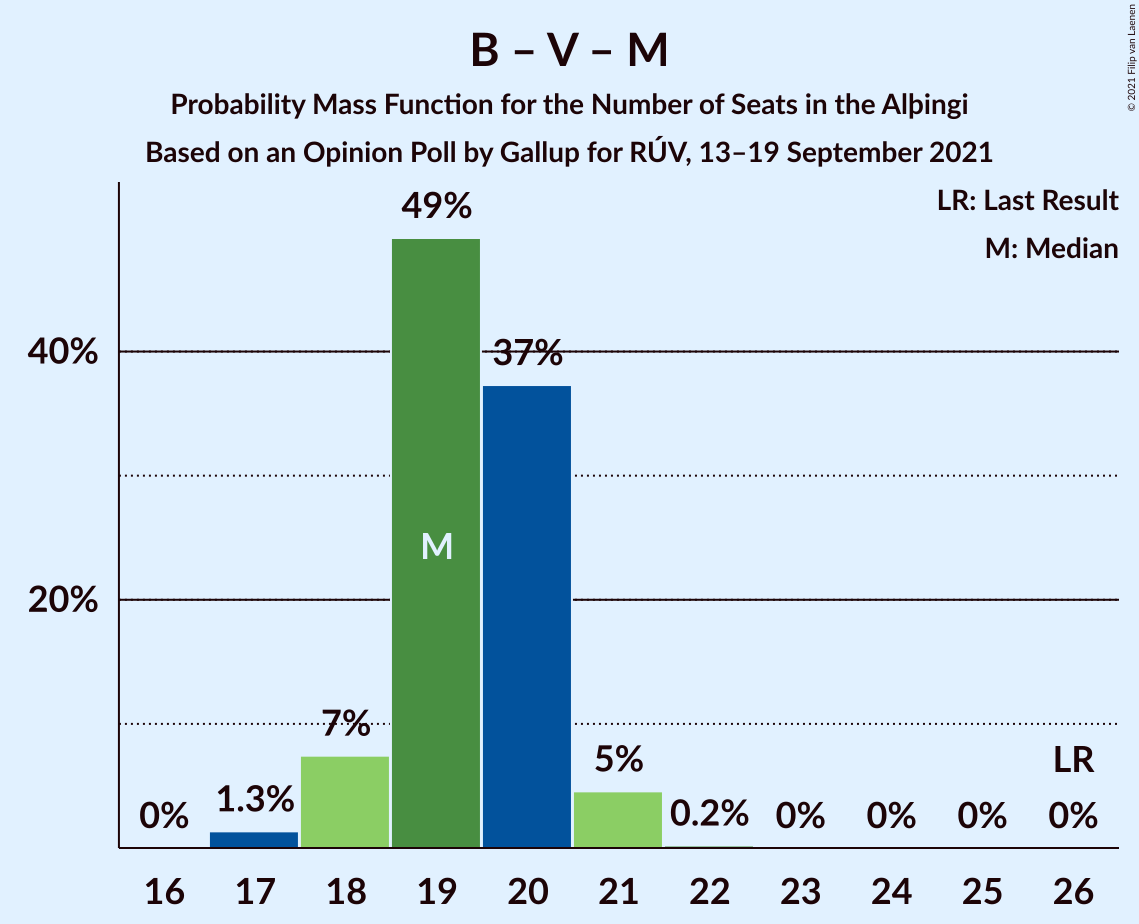 B – V – M
Probability Mass Function for the Number of Seats in the Alþingi
Based on an Opinion Poll by Gallup for RÚV, 13–19 September 2021
© 2021 Filip van Laenen
LR: Last Result
M: Median
49%
40%
37%
M
20%
7%
5%
LR
0%
1.3%
0.2%
0%
0%
0%
0%
16 17 18 19 20 21 22 23 24 25 26